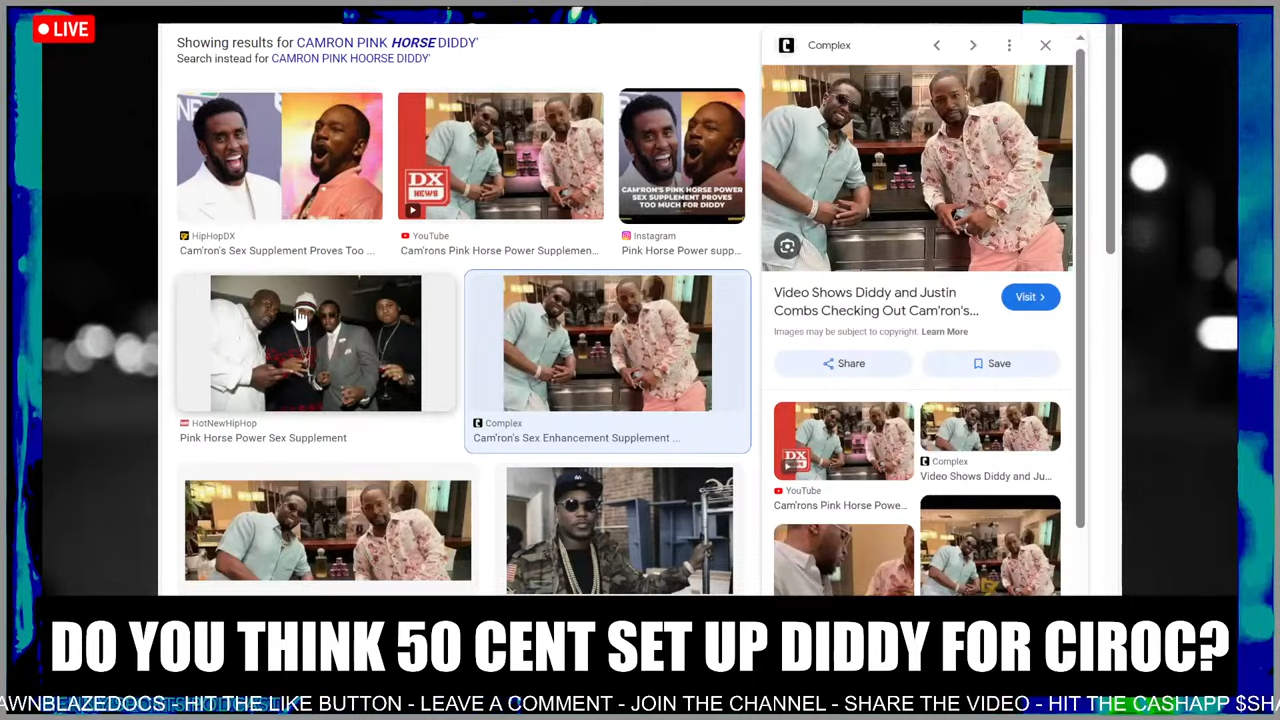 LIVE
Showing results for CAMRON PINK HORSE DIDDY'
Search instead for CAMRON PINK HOORSE DIDDY'
Complex
DX
NEWS
CAM'RON'S PINK HORSE POWER
SEX SUPPLEMENT PROVES
TOO MUCH FOR DIDDY
HipHopDX
Cam'ron's Sex Supplement Proves Too ...
YouTube
Cam'rons Pink Horse Power Supplemen...
Instagram
Pink Horse Power supp...
Video Shows Diddy and Justin
Combs Checking Out Cam'ron's...
Visit
Images may be subject to copyright. Learn More
Share
Save
HotNewHipHop
Pink Horse Power Sex Supplement
Complex
Cam'ron's Sex Enhancement Supplement ...
DX
NEWS
YouTube
Cam'rons Pink Horse Powe...
Complex
Video Shows Diddy and Ju...
DO YOU THINK 50 CENT SET UP DIDDY FOR CIROC?
AWNBLAZEDOCS - HIT THE LIKE BUTTON - LEAVE A COMMENT - JOIN THE CHANNEL - SHARE THE VIDEO - HIT THE CASHAPP $SHA